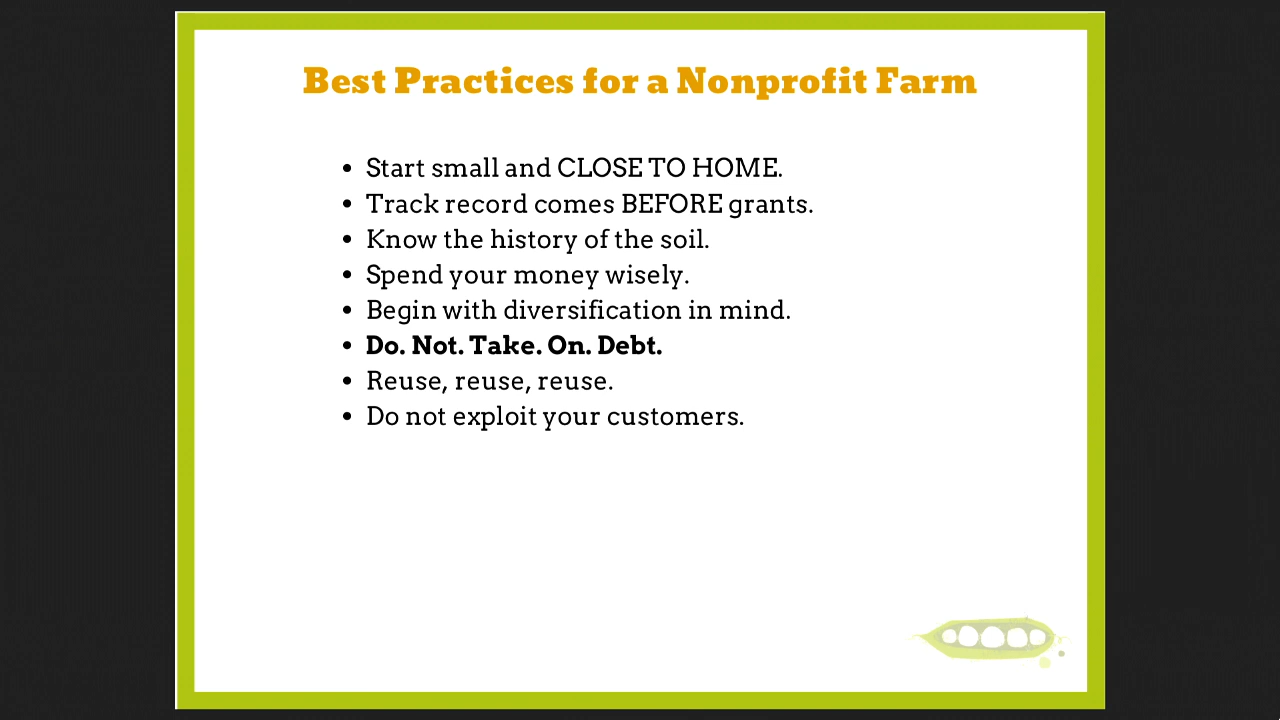 Best Practices for a Nonprofit Farm
• Start small and CLOSE TO HOME.
• Track record comes BEFORE grants.
• Know the history of the soil.
• Spend your money wisely.
• Begin with diversification in mind.
• Do. Not. Take. On. Debt.
• Reuse, reuse, reuse.
• Do not exploit your customers.